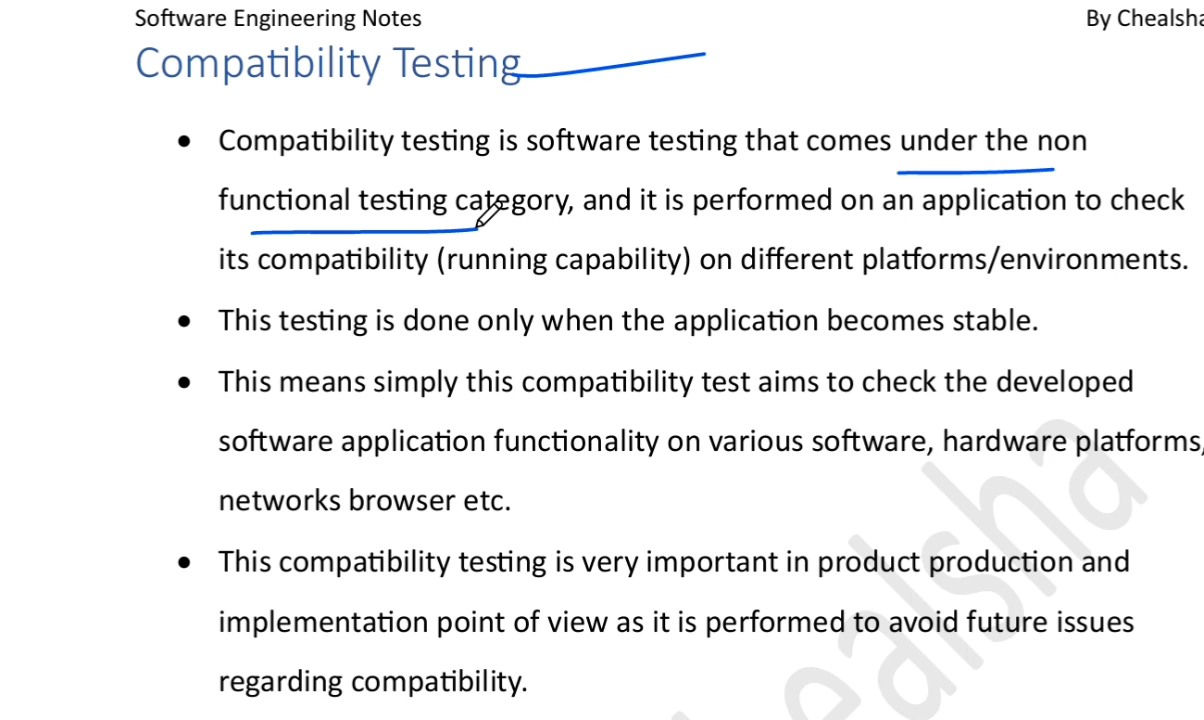 Software Engineering Notes By Chealsha
Compatibility Testing
• Compatibility testing is software testing that comes under the non
functional testing category, and it is performed on an application to check
its compatibility (running capability) on different platforms/environments.
• This testing is done only when the application becomes stable.
• This means simply this compatibility test aims to check the developed
software application functionality on various software, hardware platforms,
networks browser etc.
• This compatibility testing is very important in product production and
implementation point of view as it is performed to avoid future issues
regarding compatibility.
ealsha